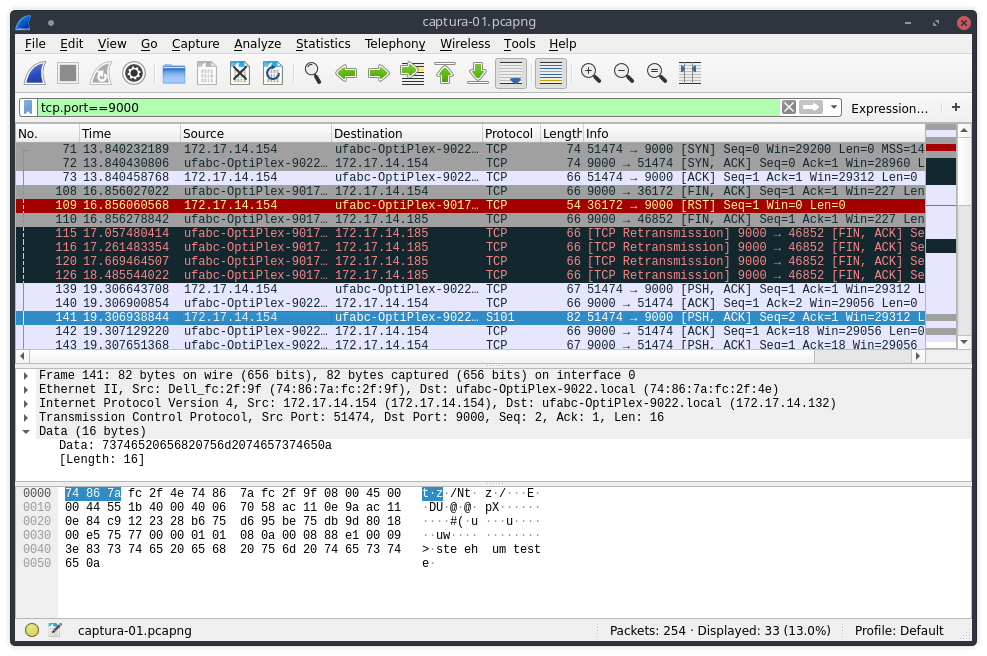 captura-01.pcapng
File Edit View Go Capture Analyze Statistics Telephony Wireless Tools Help
tcp.port==9000 Expression… +
No. Time Source Destination Protocol Length Info
71 13.840232189 172.17.14.154 ufabc-OptiPlex-9022… TCP 74 51474 → 9000 [SYN] Seq=0 Win=29200 Len=0 MSS=14
72 13.840430806 ufabc-OptiPlex-9022… 172.17.14.154 TCP 74 9000 → 51474 [SYN, ACK] Seq=0 Ack=1 Win=28960 L
73 13.840458768 172.17.14.154 ufabc-OptiPlex-9022… TCP 66 51474 → 9000 [ACK] Seq=1 Ack=1 Win=29312 Len=0
108 16.856027022 ufabc-OptiPlex-9017… 172.17.14.154 TCP 66 9000 → 36172 [FIN, ACK] Seq=1 Ack=1 Win=227 Len
109 16.856060568 172.17.14.154 ufabc-OptiPlex-9017… TCP 54 36172 → 9000 [RST] Seq=1 Win=0 Len=0
110 16.856278842 ufabc-OptiPlex-9017… 172.17.14.185 TCP 66 9000 → 46852 [FIN, ACK] Seq=1 Ack=1 Win=227 Len
115 17.057480414 ufabc-OptiPlex-9017… 172.17.14.185 TCP 66 [TCP Retransmission] 9000 → 46852 [FIN, ACK] Se
116 17.261483354 ufabc-OptiPlex-9017… 172.17.14.185 TCP 66 [TCP Retransmission] 9000 → 46852 [FIN, ACK] Se
120 17.669464507 ufabc-OptiPlex-9017… 172.17.14.185 TCP 66 [TCP Retransmission] 9000 → 46852 [FIN, ACK] Se
126 18.485544022 ufabc-OptiPlex-9017… 172.17.14.185 TCP 66 [TCP Retransmission] 9000 → 46852 [FIN, ACK] Se
139 19.306643708 172.17.14.154 ufabc-OptiPlex-9022… TCP 67 51474 → 9000 [PSH, ACK] Seq=1 Ack=1 Win=29312 L
140 19.306900854 ufabc-OptiPlex-9022… 172.17.14.154 TCP 66 9000 → 51474 [ACK] Seq=1 Ack=2 Win=29056 Len=0
141 19.306938844 172.17.14.154 ufabc-OptiPlex-9022… S101 82 51474 → 9000 [PSH, ACK] Seq=2 Ack=1 Win=29312 L
142 19.307129220 ufabc-OptiPlex-9022… 172.17.14.154 TCP 66 9000 → 51474 [ACK] Seq=1 Ack=18 Win=29056 Len=0
143 19.307651368 ufabc-OptiPlex-9022… 172.17.14.154 TCP 67 9000 → 51474 [PSH, ACK] Seq=1 Ack=18 Win=29056
Frame 141: 82 bytes on wire (656 bits), 82 bytes captured (656 bits) on interface 0
Ethernet II, Src: Dell_fc:2f:9f (74:86:7a:fc:2f:9f), Dst: ufabc-OptiPlex-9022.local (74:86:7a:fc:2f:4e)
Internet Protocol Version 4, Src: 172.17.14.154 (172.17.14.154), Dst: ufabc-OptiPlex-9022.local (172.17.14.132)
Transmission Control Protocol, Src Port: 51474, Dst Port: 9000, Seq: 2, Ack: 1, Len: 16
Data (16 bytes)
Data: 73746520656820756d2074657374650a
[Length: 16]
0000 74 86 7a fc 2f 4e 74 86 7a fc 2f 9f 08 00 45 00 t·z·/Nt· z·/···E·
0010 00 44 55 1b 40 00 40 06 70 58 ac 11 0e 9a ac 11 ·DU·@·@· pX······
0020 0e 84 c9 12 23 28 b6 75 d6 95 be 75 db 9d 80 18 ····#(·u ···u····
0030 00 e5 75 77 00 00 01 01 08 0a 00 08 88 e1 00 09 ··uw···· ········
0040 3e 83 73 74 65 20 65 68 20 75 6d 20 74 65 73 74 >·ste eh um test
0050 65 0a e·
captura-01.pcapng Packets: 254 · Displayed: 33 (13.0%) Profile: Default